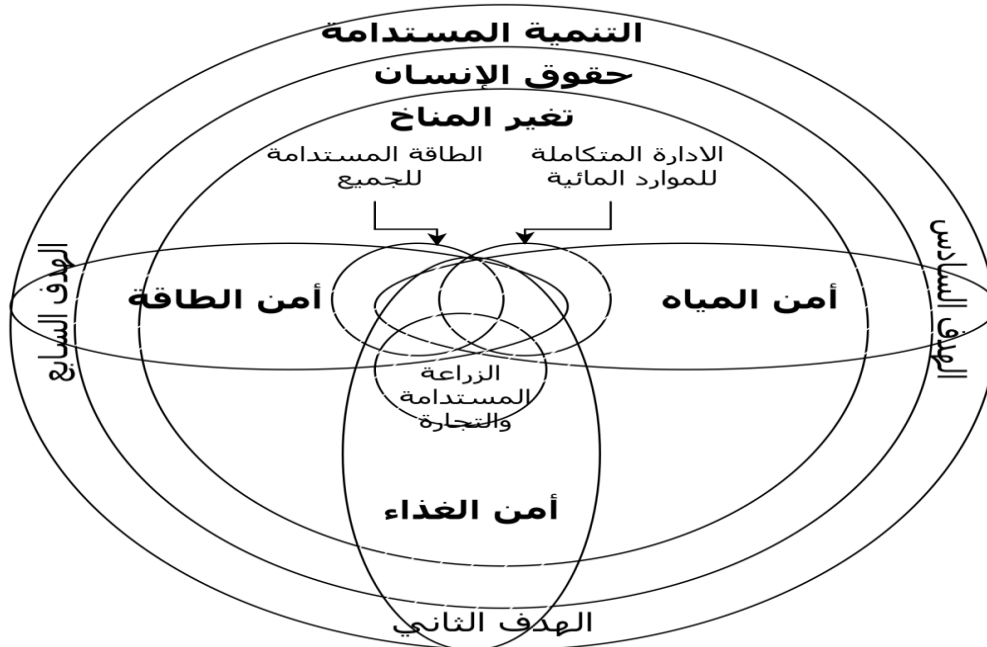 التنمية المستدامة
حقوق الإنسان
تغير المناخ
الادارة المتكاملة
للموارد المائية
الطاقة المستدامة
للجميع
الهدف السادس
أمن المياه
أمن الطاقة
الهدف السابع
الزراعة
المستدامة
والتجارة
أمن الغذاء
الهدف الثاني